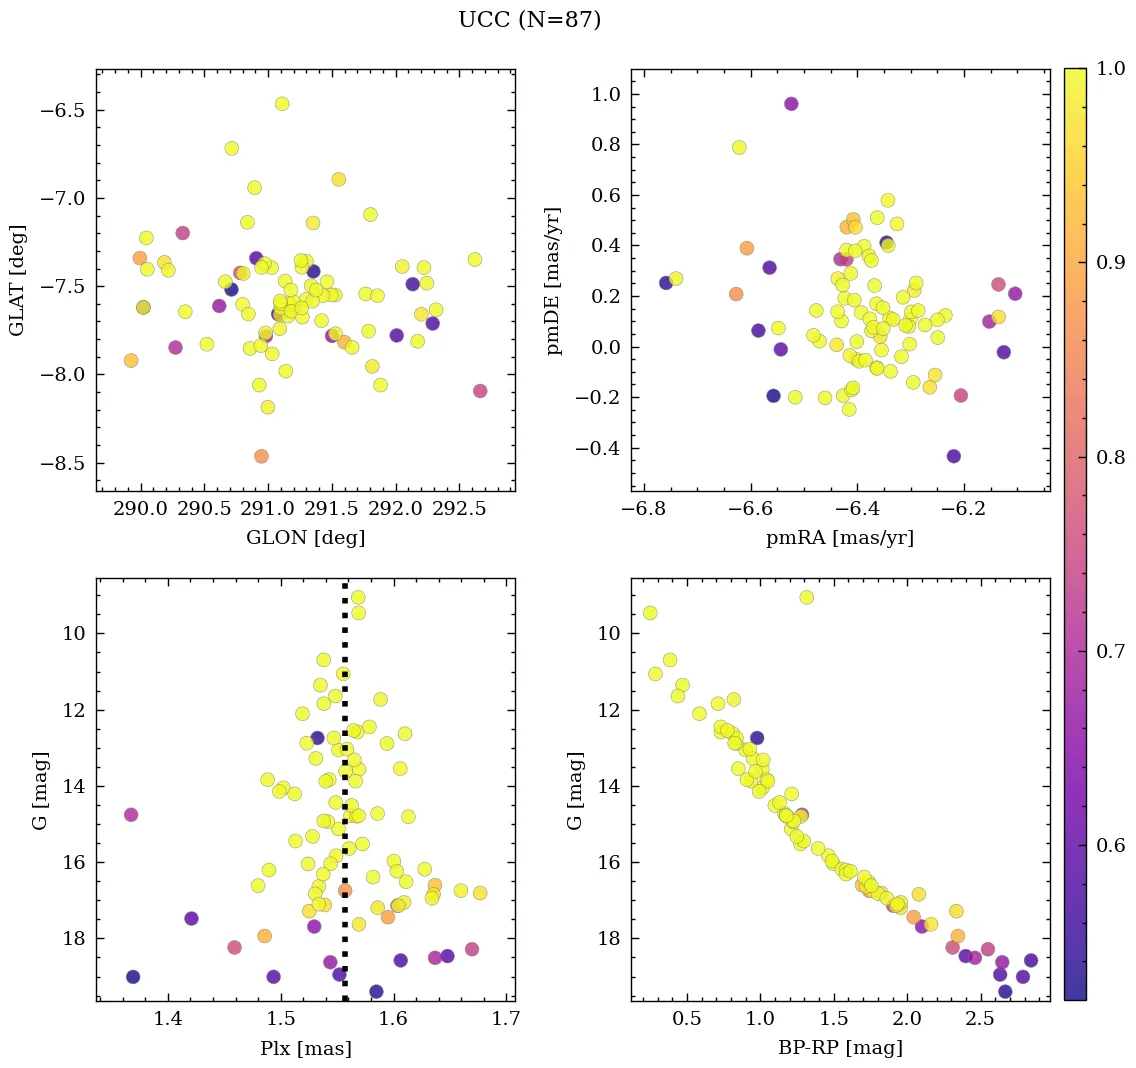 UCC (N=87)
−6.5
−7.0
−7.5
−8.0
−8.5
GLAT [deg]
290.0 290.5 291.0 291.5 292.0 292.5
GLON [deg]
1.0
0.8
0.6
0.4
0.2
0.0
−0.2
−0.4
pmDE [mas/yr]
−6.8 −6.6 −6.4 −6.2
pmRA [mas/yr]
10
12
14
16
18
G [mag]
1.4 1.5 1.6 1.7
Plx [mas]
10
12
14
16
18
G [mag]
0.5 1.0 1.5 2.0 2.5
BP-RP [mag]
1.0
0.9
0.8
0.7
0.6